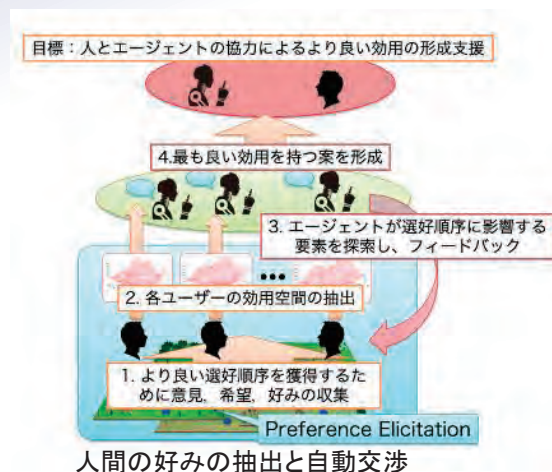 目標：人とエージェントの協力によるより良い効用の形成支援
4.最も良い効用を持つ案を形成
3. エージェントが選好順序に影響する
要素を探索し、フィードバック
2. 各ユーザーの効用空間の抽出
1. より良い選好順序を獲得するた
めに意見，希望，好みの収集
Preference Elicitation
人間の好みの抽出と自動交渉